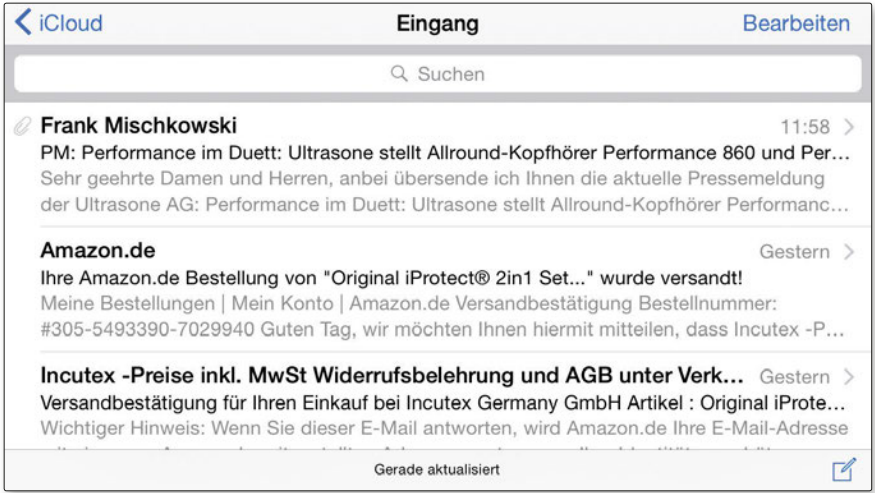 iCloud
Eingang
Bearbeiten
Suchen
Frank Mischkowski
11:58
PM: Performance im Duett: Ultrasone stellt Allround-Kopfhörer Performance 860 und Per...
Sehr geehrte Damen und Herren, anbei übersende ich Ihnen die aktuelle Pressemeldung
der Ultrasone AG: Performance im Duett: Ultrasone stellt Allround-Kopfhörer Performanc...
Amazon.de
Gestern
Ihre Amazon.de Bestellung von "Original iProtect® 2in1 Set..." wurde versandt!
Meine Bestellungen | Mein Konto | Amazon.de Versandbestätigung Bestellnummer:
#305-5493390-7029940 Guten Tag, wir möchten Ihnen hiermit mitteilen, dass Incutex -P...
Incutex -Preise inkl. MwSt Widerrufsbelehrung und AGB unter Verk...
Gestern
Versandbestätigung für Ihren Einkauf bei Incutex Germany GmbH Artikel : Original iProte...
Wichtiger Hinweis: Wenn Sie dieser E-Mail antworten, wird Amazon.de Ihre E-Mail-Adresse
Gerade aktualisiert